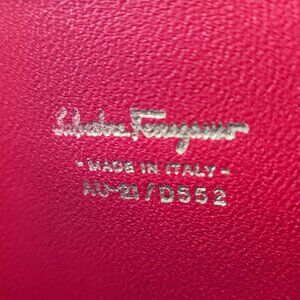 Salvatore Ferragamo
- MADE IN ITALY -
AU-21/D552